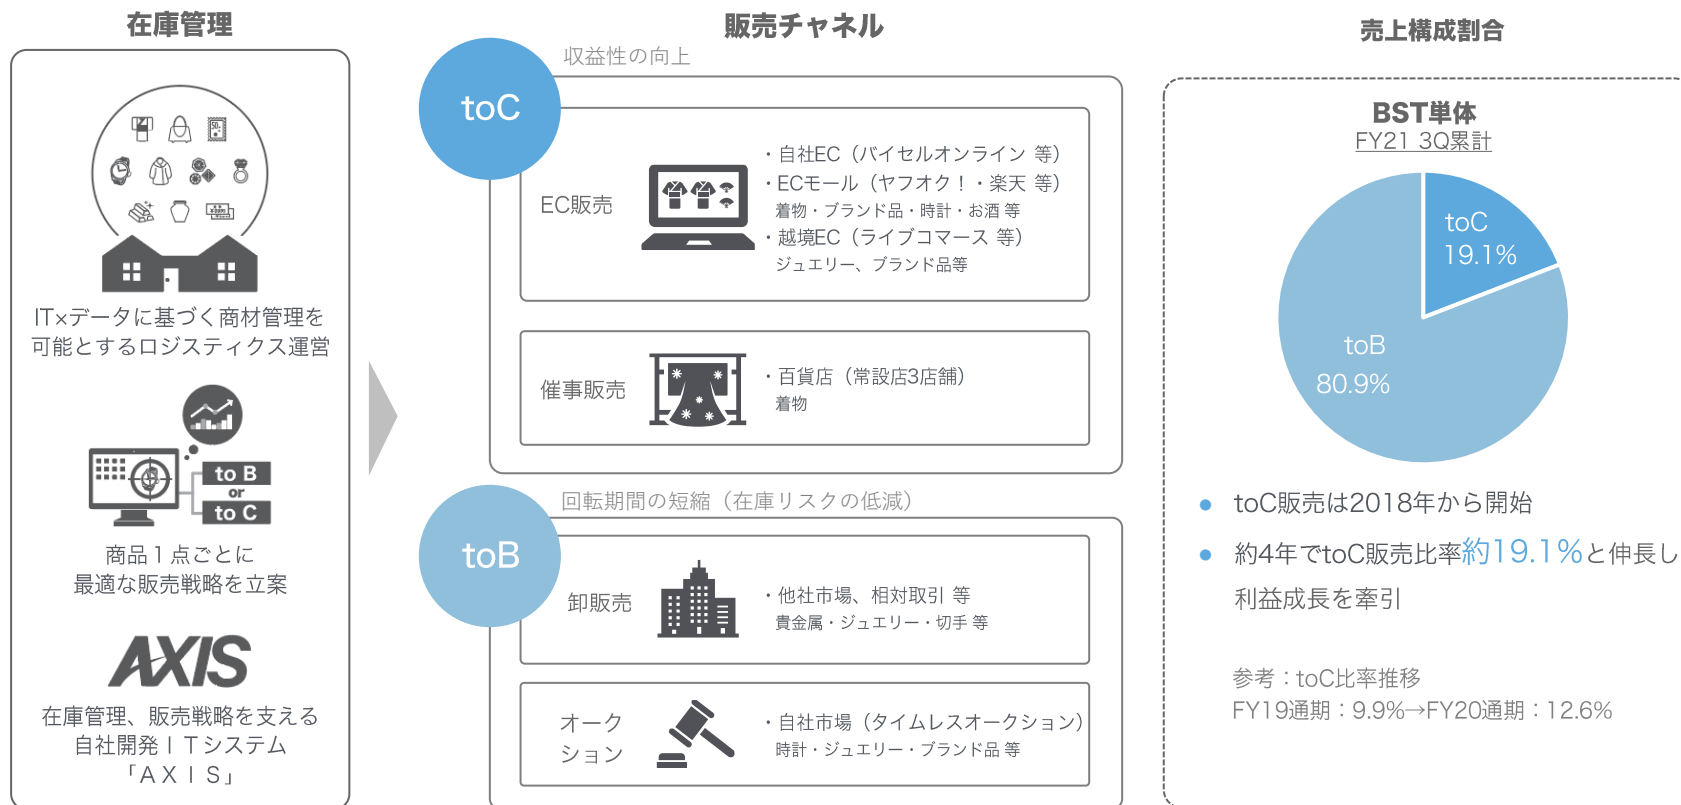 在庫管理
IT×データに基づく商材管理を
可能とするロジスティクス運営
to B
or
to C
商品１点ごとに
最適な販売戦略を立案
AXIS
在庫管理、販売戦略を支える
自社開発ＩＴシステム
「ＡＸＩＳ」
販売チャネル
toC
収益性の向上
EC販売
・自社EC（バイセルオンライン 等）
・ECモール（ヤフオク！・楽天 等）
着物・ブランド品・時計・お酒 等
・越境EC（ライブコマース 等）
ジュエリー、ブランド品等
催事販売
・百貨店（常設店3店舗）
着物
toB
回転期間の短縮（在庫リスクの低減）
卸販売
・他社市場、相対取引 等
貴金属・ジュエリー・切手 等
オーク
ション
・自社市場（タイムレスオークション）
時計・ジュエリー・ブランド品 等
売上構成割合
BST単体
FY21 3Q累計
toC
19.1%
toB
80.9%
● toC販売は2018年から開始
● 約4年でtoC販売比率約19.1%と伸長し
利益成長を牽引
参考：toC比率推移
FY19通期：9.9%→FY20通期：12.6%